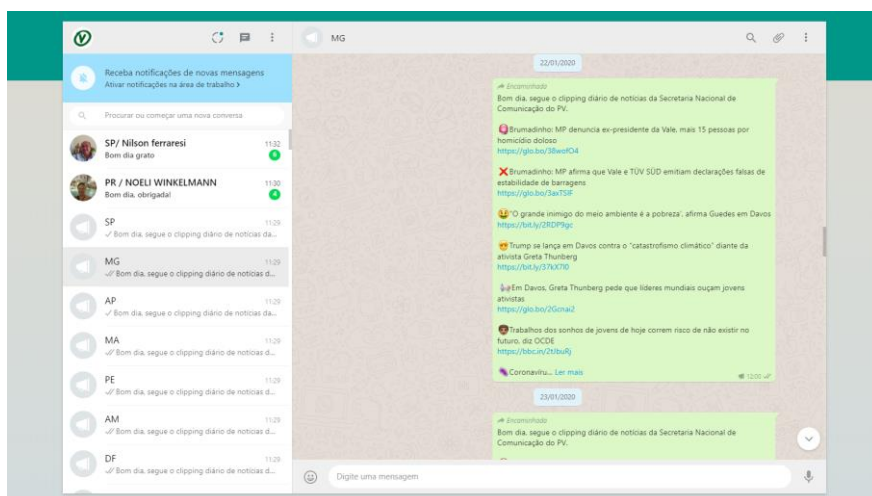 MG
Receba notificações de novas mensagens
Ativar notificações na área de trabalho >
Procurar ou começar uma nova conversa
SP/ Nilson ferraresi 11:32
Bom dia grato 6
PR / NOELI WINKELMANN 11:30
Bom dia, obrigada! 4
SP 11:29
Bom dia, segue o clipping diário de notícias da...
MG 11:29
Bom dia, segue o clipping diário de notícias d...
AP 11:29
Bom dia, segue o clipping diário de notícias da...
MA 11:29
Bom dia, segue o clipping diário de notícias d...
PE 11:29
Bom dia, segue o clipping diário de notícias d...
AM 11:29
Bom dia, segue o clipping diário de notícias d...
DF 11:29
Bom dia, segue o clipping diário de notícias d...
22/01/2020
Encaminhada
Bom dia, segue o clipping diário de notícias da Secretaria Nacional de
Comunicação do PV.
Brumadinho: MP denuncia ex-presidente da Vale, mais 15 pessoas por
homicídio doloso
https://glo.bo/38wofO4
Brumadinho: MP afirma que Vale e TÜV SÜD emitiam declarações falsas de
estabilidade de barragens
https://glo.bo/3axTSIF
"O grande inimigo do meio ambiente é a pobreza', afirma Guedes em Davos
https://bit.ly/2RDP9gc
Trump se lança em Davos contra o "catastrofismo climático" diante da
ativista Greta Thunberg
https://bit.ly/37kX7l0
Em Davos, Greta Thunberg pede que líderes mundiais ouçam jovens
ativistas
https://glo.bo/2Gcnai2
Trabalhos dos sonhos de jovens de hoje correm risco de não existir no
futuro, diz OCDE
https://bbc.in/2tJbuRj
Coronavíru... Ler mais
12:00
23/01/2020
Encaminhada
Bom dia, segue o clipping diário de notícias da Secretaria Nacional de
Comunicação do PV.
Digite uma mensagem